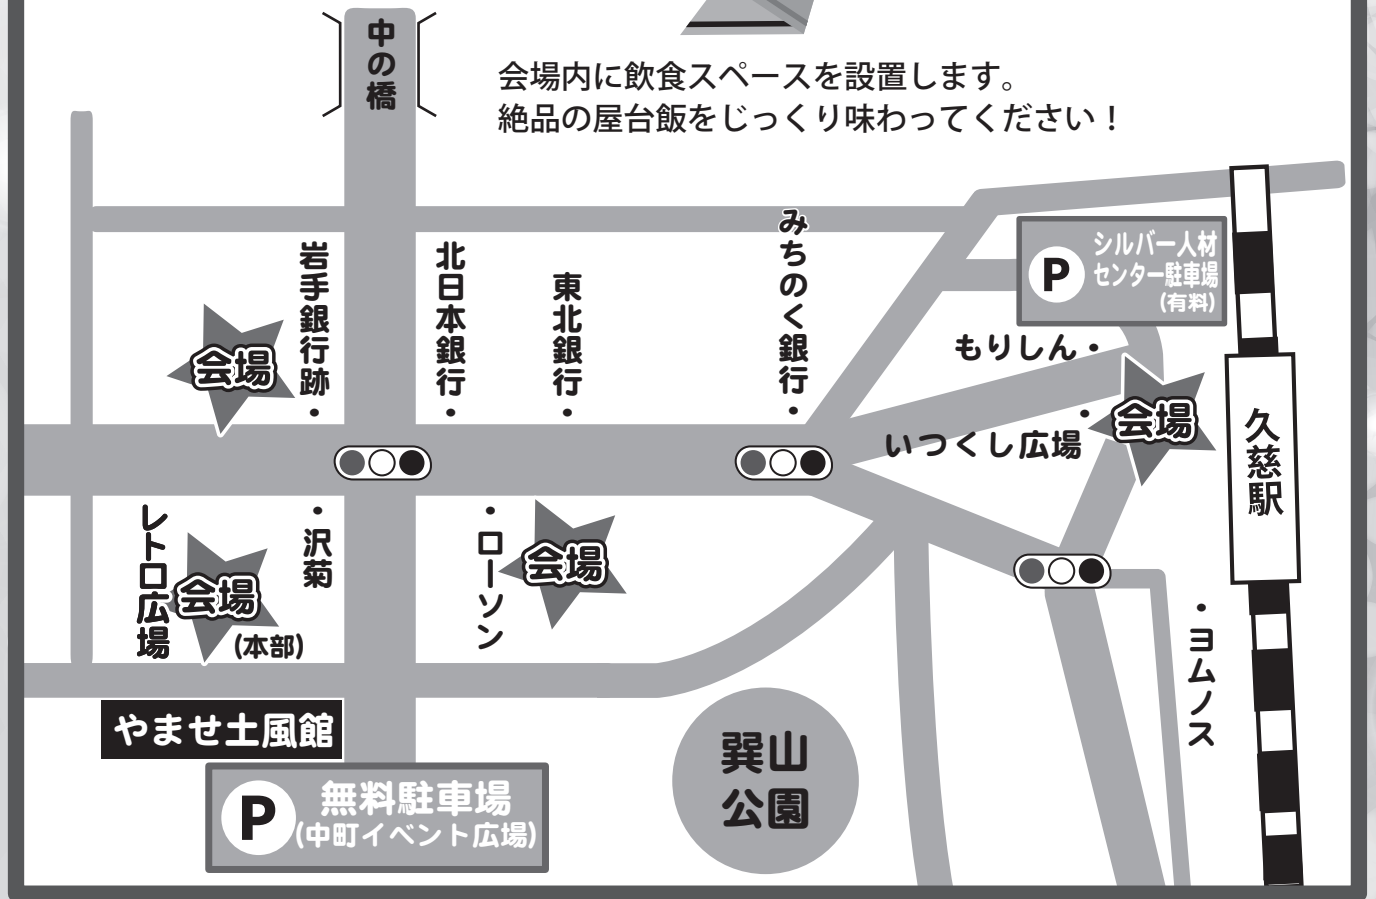 中の橋
会場内に飲食スペースを設置します。
絶品の屋台飯をじっくり味わってください！
岩手銀行跡・
北日本銀行・
東北銀行・
みちのく銀行・
P
シルバー人材
センター駐車場
(有料)
もりしん・
会場
会場
・
いつくし広場
久慈駅
レトロ広場
会場
(本部)
・沢菊
・ローソン
会場
・ヨムノス
やませ土風館
P
無料駐車場
(中町イベント広場)
巽山
公園